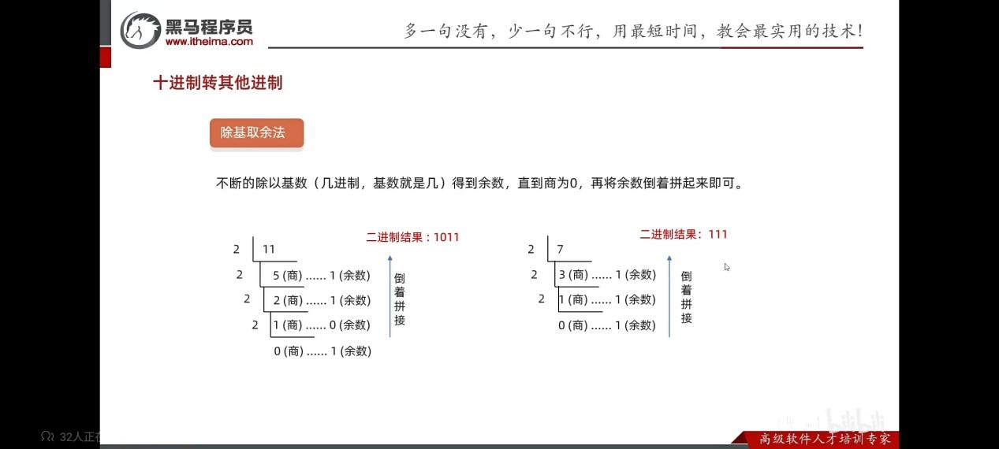 黑马程序员
www.itheima.com
多一句没有，少一句不行，用最短时间，教会最实用的技术！
十进制转其他进制
除基取余法
不断的除以基数（几进制，基数就是几）得到余数，直到商为0，再将余数倒着拼起来即可。
二进制结果：1011
2 11
2 5 (商) ...... 1 (余数)
2 2 (商) ...... 1 (余数)
2 1 (商) ...... 0 (余数)
0 (商) ...... 1 (余数)
倒着拼接
二进制结果：111
2 7
2 3 (商) ...... 1 (余数)
2 1 (商) ...... 1 (余数)
0 (商) ...... 1 (余数)
倒着拼接
bilibili
32人正在
高级软件人才培训专家